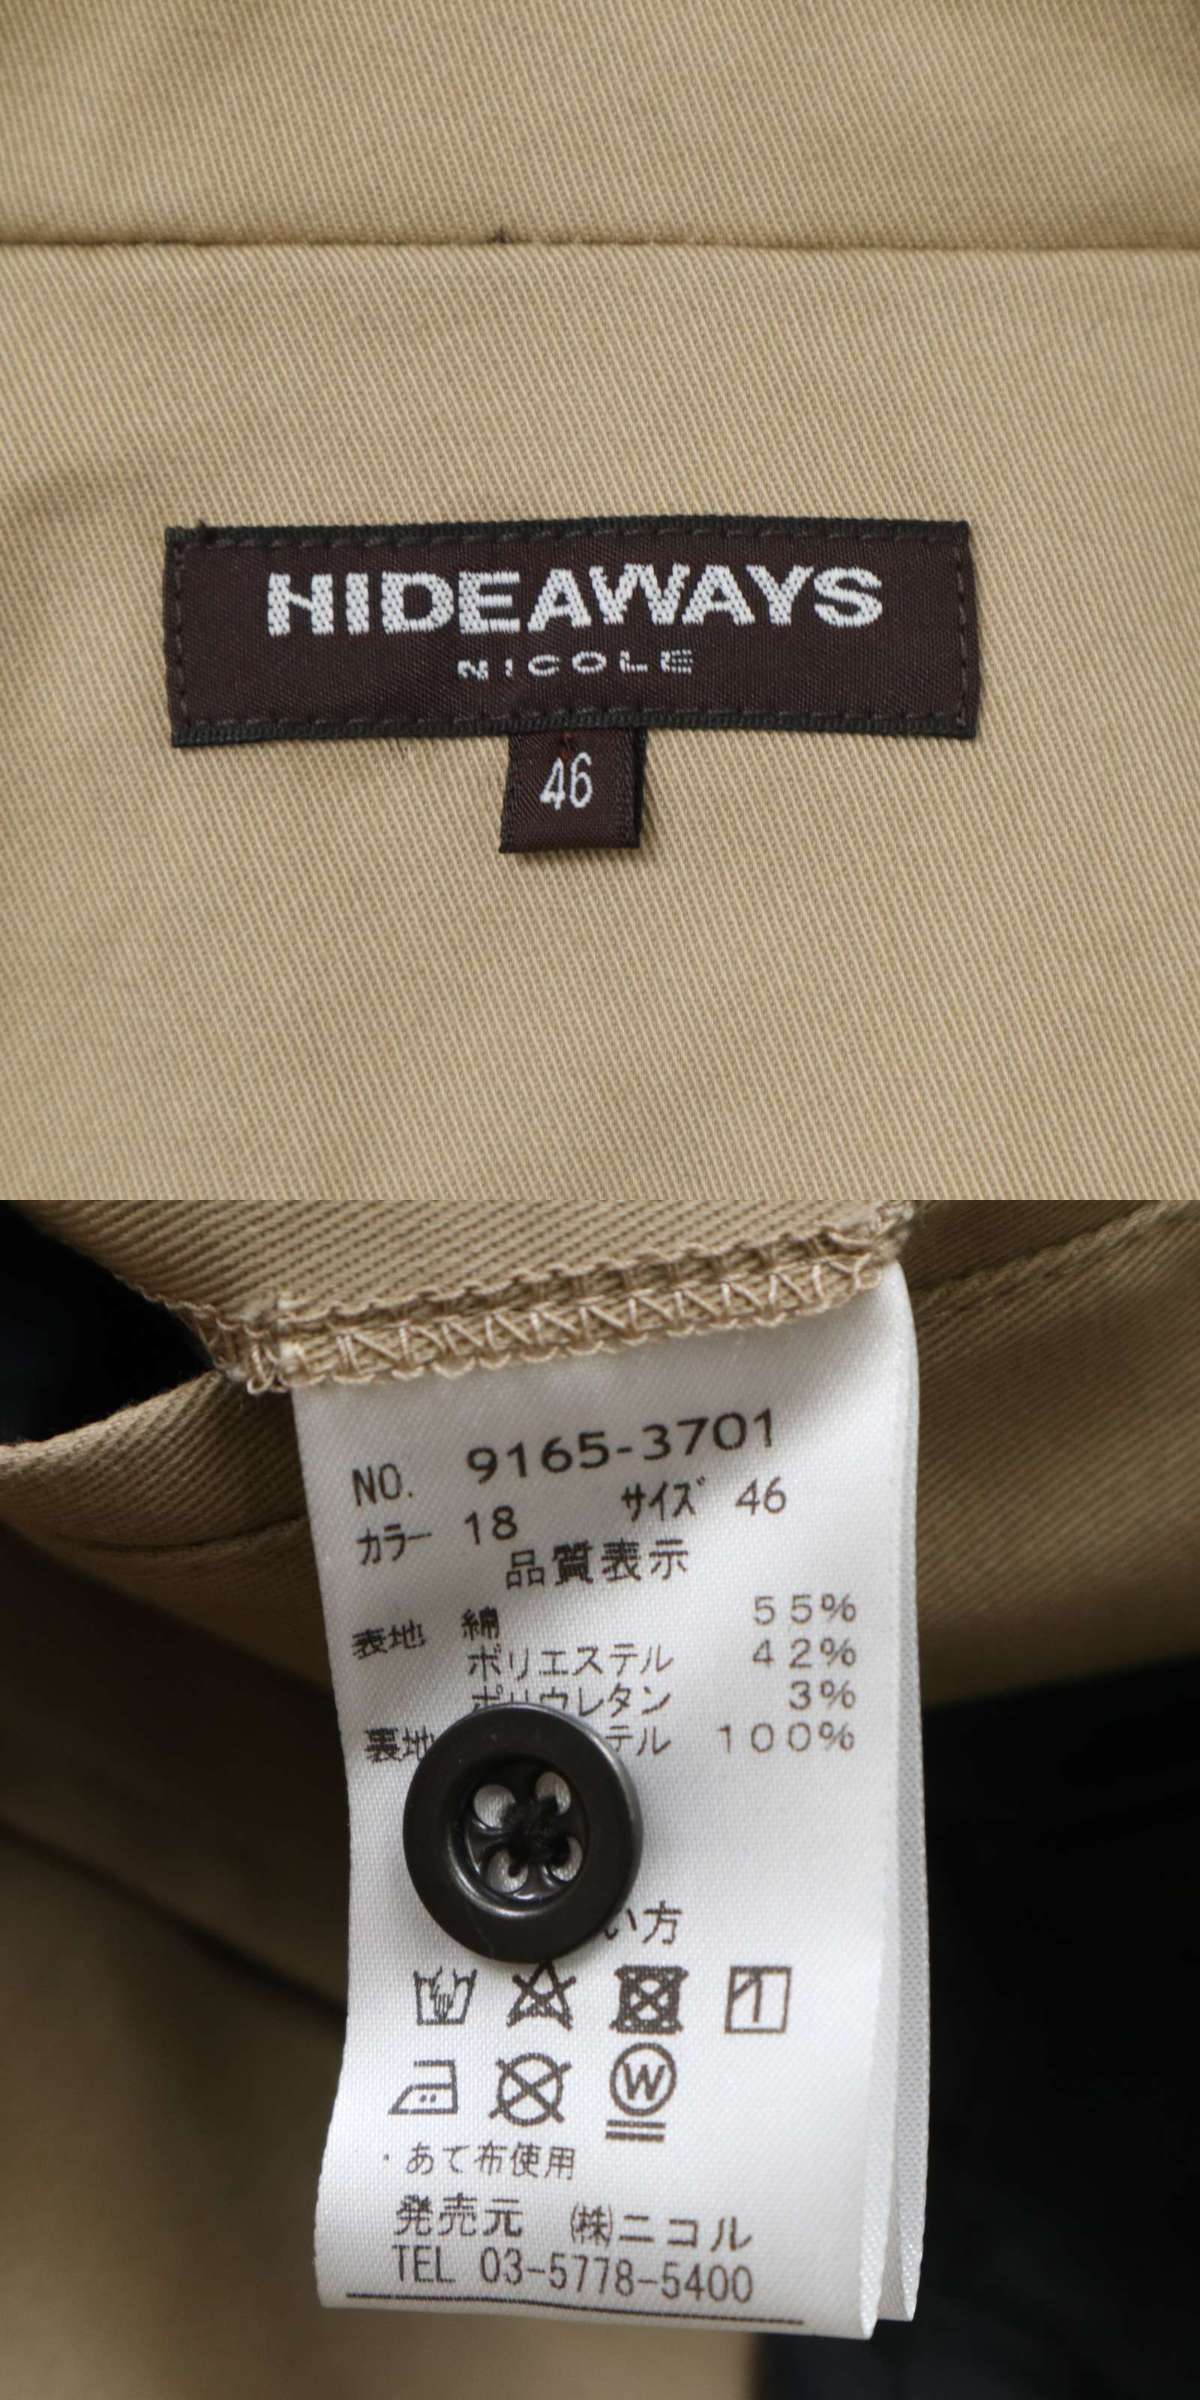 HIDEAWAYS
NICOLE
46
NO. 9165-3701
カラー 18 サイズ 46
品質表示
表地 綿 55%
ポリエステル 42%
ポリウレタン 3%
裏地 テル 100%
い方
W
・あて布使用
発売元 ㈱ニコル
TEL 03-5778-5400